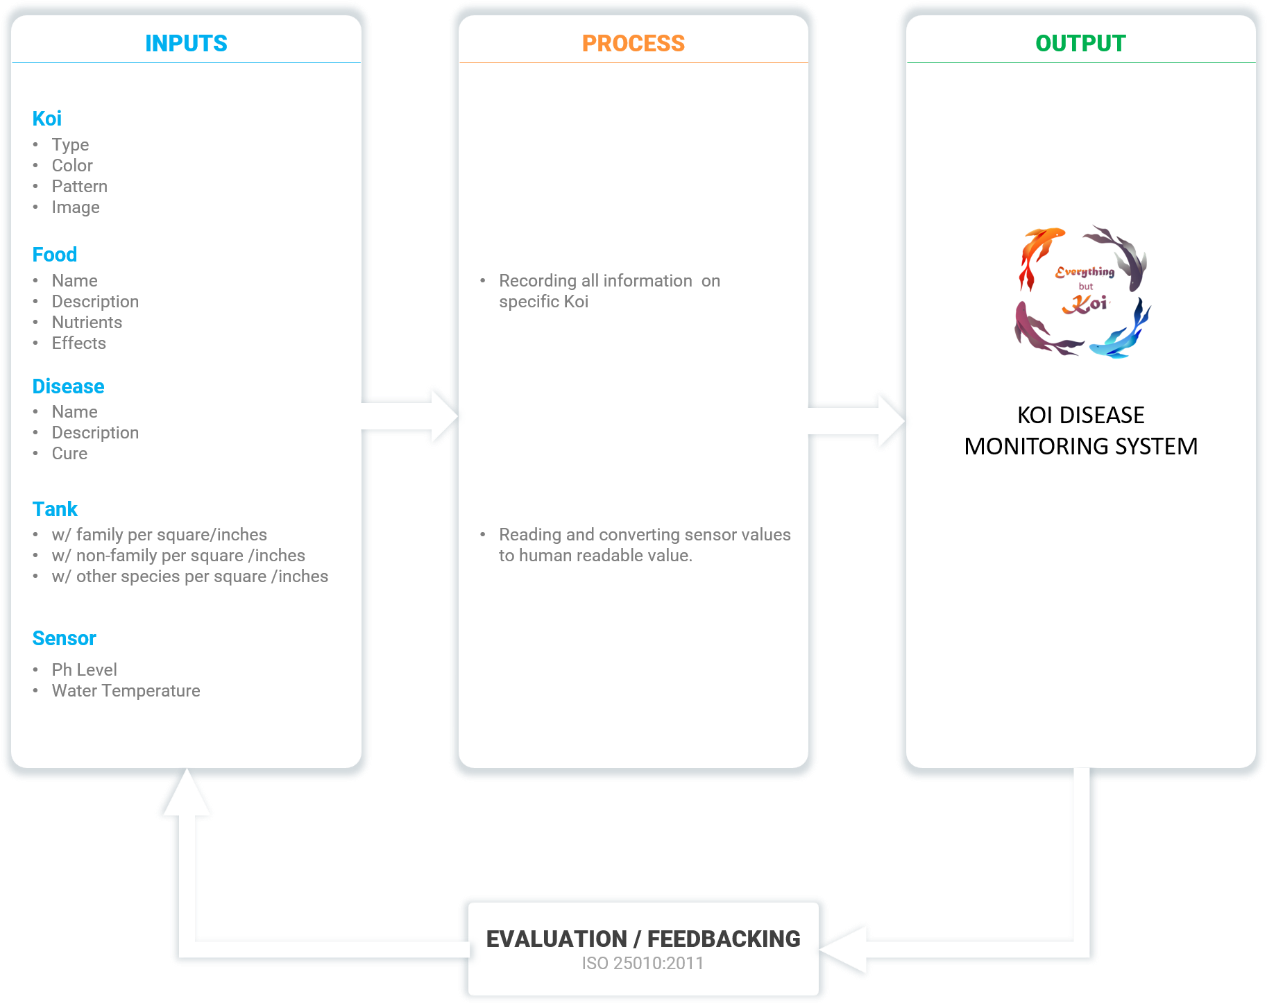 INPUTS
Koi
• Type
• Color
• Pattern
• Image
Food
• Name
• Description
• Nutrients
• Effects
Disease
• Name
• Description
• Cure
Tank
• w/ family per square/inches
• w/ non-family per square /inches
• w/ other species per square /inches
Sensor
• Ph Level
• Water Temperature
PROCESS
• Recording all information on
specific Koi
• Reading and converting sensor values
to human readable value.
OUTPUT
Everything
but
Koi
KOI DISEASE
MONITORING SYSTEM
EVALUATION / FEEDBACKING
ISO 25010:2011